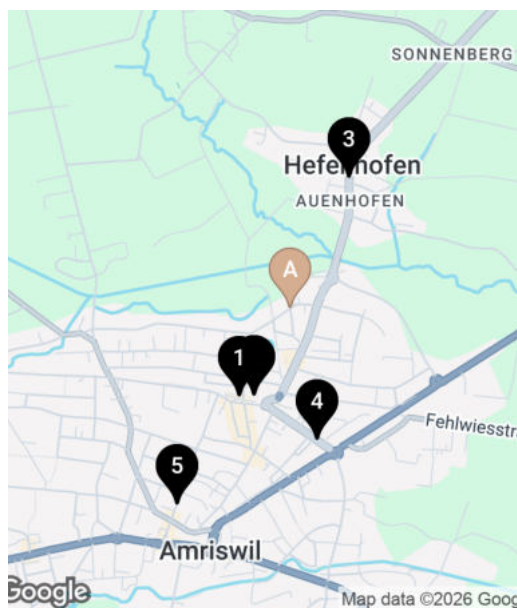 SONNENBERG
3
Hefenhofen
AUENHOFEN
A
1
4
Fehlwiesstr
5
Amriswil
Google
Map data ©2026 Goog